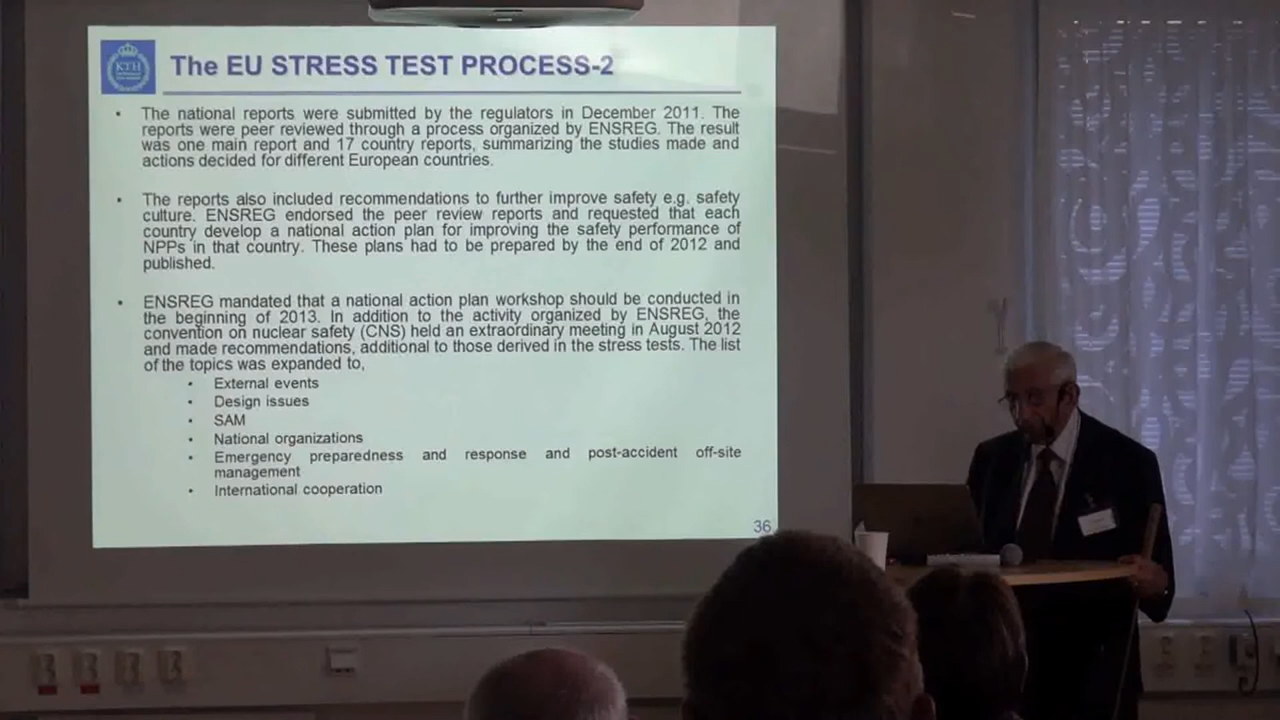 KTH
The EU STRESS TEST PROCESS-2
• The national reports were submitted by the regulators in December 2011. The
reports were peer reviewed through a process organized by ENSREG. The result
was one main report and 17 country reports, summarizing the studies made and
actions decided for different European countries.
• The reports also included recommendations to further improve safety e.g. safety
culture. ENSREG endorsed the peer review reports and requested that each
country develop a national action plan for improving the safety performance of
NPPs in that country. These plans had to be prepared by the end of 2012 and
published.
• ENSREG mandated that a national action plan workshop should be conducted in
the beginning of 2013. In addition to the activity organized by ENSREG, the
convention on nuclear safety (CNS) held an extraordinary meeting in August 2012
and made recommendations, additional to those derived in the stress tests. The list
of the topics was expanded to,
• External events
• Design issues
• SAM
• National organizations
• Emergency preparedness and response and post-accident off-site
management
• International cooperation
36